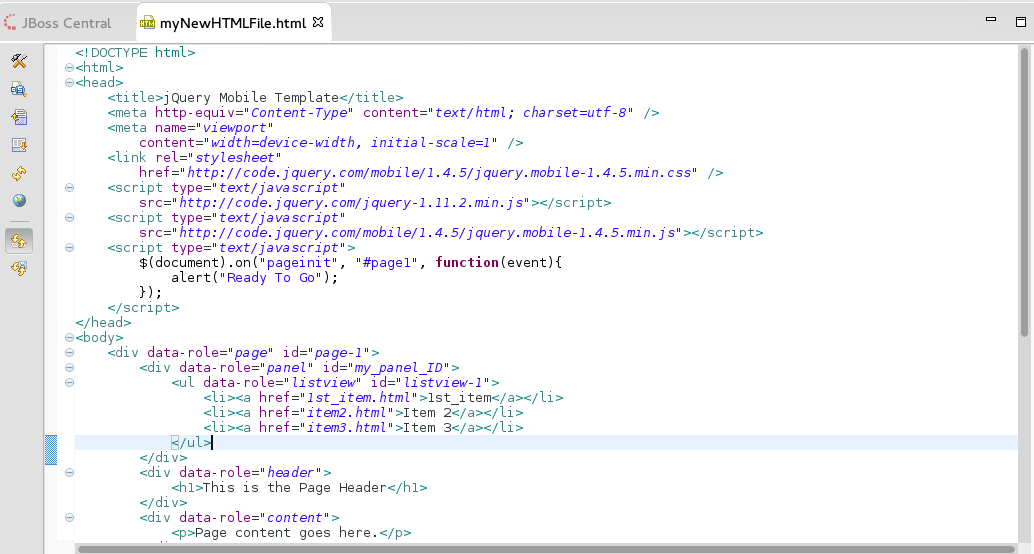 JBoss Central
myNewHTMLFile.html
<!DOCTYPE html>
<html>
<head>
    <title>jQuery Mobile Template</title>
    <meta http-equiv="Content-Type" content="text/html; charset=utf-8" />
    <meta name="viewport"
        content="width=device-width, initial-scale=1" />
    <link rel="stylesheet"
        href="http://code.jquery.com/mobile/1.4.5/jquery.mobile-1.4.5.min.css" />
    <script type="text/javascript"
        src="http://code.jquery.com/jquery-1.11.2.min.js"></script>
    <script type="text/javascript"
        src="http://code.jquery.com/mobile/1.4.5/jquery.mobile-1.4.5.min.js"></script>
    <script type="text/javascript">
        $(document).on("pageinit", "#page1", function(event){
            alert("Ready To Go");
        });
    </script>
</head>
<body>
    <div data-role="page" id="page-1">
        <div data-role="panel" id="my_panel_ID">
            <ul data-role="listview" id="listview-1">
                <li><a href="1st_item.html">1st_item</a></li>
                <li><a href="item2.html">Item 2</a></li>
                <li><a href="item3.html">Item 3</a></li>
            </ul>
        </div>
        <div data-role="header">
            <h1>This is the Page Header</h1>
        </div>
        <div data-role="content">
            <p>Page content goes here.</p>